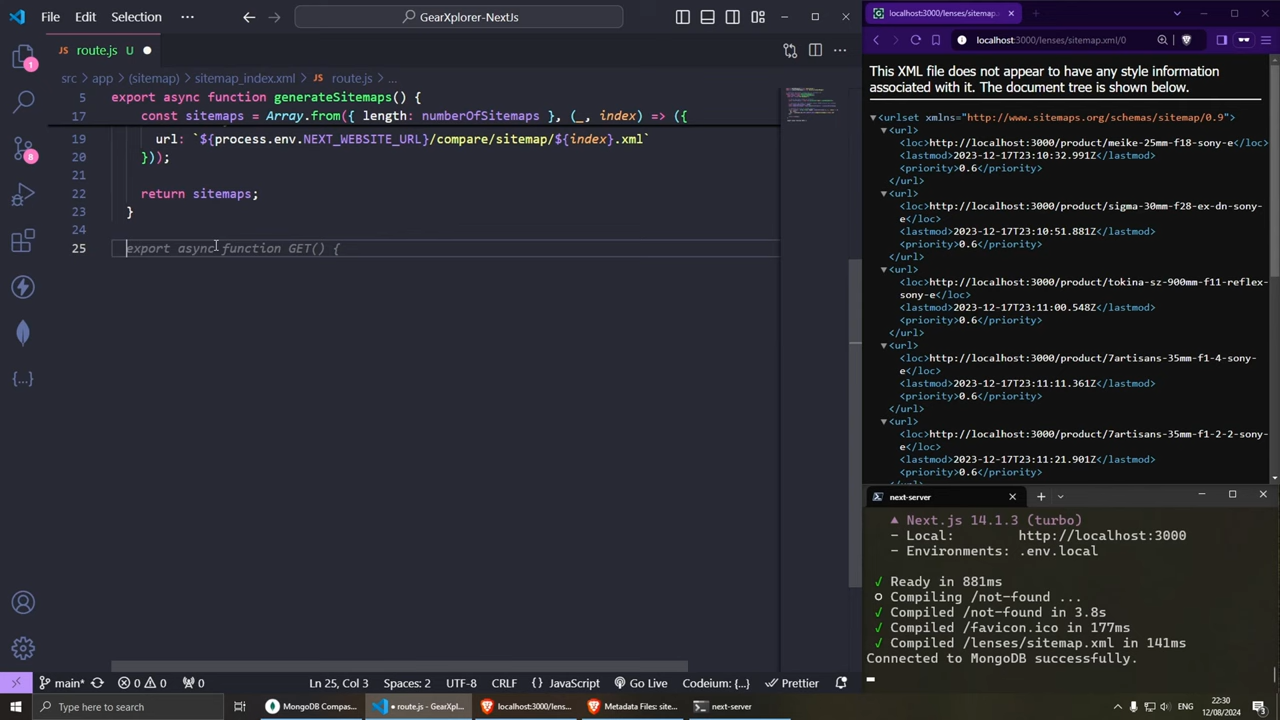 File Edit Selection ··· GearXplorer-NextJs
JS route.js U
src > app > (sitemap) > sitemap_index.xml > JS route.js > ...
5 export async function generateSitemaps() {
17 const sitemaps = Array.from({ length: numberOfSitemaps }, (_, index) => ({
19 url: `${process.env.NEXT_WEBSITE_URL}/compare/sitemap/${index}.xml`
20 }));
21
22 return sitemaps;
23 }
24
25 export async function GET() {
1
8
main* 0 0 0 Ln 25, Col 3 Spaces: 2 UTF-8 CRLF {} JavaScript Go Live Codeium: {...} Prettier
localhost:3000/lenses/sitemap.
localhost:3000/lenses/sitemap.xml/0
This XML file does not appear to have any style information
associated with it. The document tree is shown below.
▼<urlset xmlns="http://www.sitemaps.org/schemas/sitemap/0.9">
▼<url>
<loc>http://localhost:3000/product/meike-25mm-f18-sony-e</loc>
<lastmod>2023-12-17T23:10:32.991Z</lastmod>
<priority>0.6</priority>
</url>
▼<url>
<loc>http://localhost:3000/product/sigma-30mm-f28-ex-dn-sony-
e</loc>
<lastmod>2023-12-17T23:10:51.881Z</lastmod>
<priority>0.6</priority>
</url>
▼<url>
<loc>http://localhost:3000/product/tokina-sz-900mm-f11-reflex-
sony-e</loc>
<lastmod>2023-12-17T23:11:00.548Z</lastmod>
<priority>0.6</priority>
</url>
▼<url>
<loc>http://localhost:3000/product/7artisans-35mm-f1-4-sony-
e</loc>
<lastmod>2023-12-17T23:11:11.361Z</lastmod>
<priority>0.6</priority>
</url>
▼<url>
<loc>http://localhost:3000/product/7artisans-35mm-f1-2-2-sony-
e</loc>
<lastmod>2023-12-17T23:11:21.901Z</lastmod>
<priority>0.6</priority>
next-server
▲ Next.js 14.1.3 (turbo)
- Local: http://localhost:3000
- Environments: .env.local
✓ Ready in 881ms
○ Compiling /not-found ...
✓ Compiled /not-found in 3.8s
✓ Compiled /favicon.ico in 177ms
✓ Compiled /lenses/sitemap.xml in 141ms
Connected to MongoDB successfully.
Type here to search MongoDB Compas... ● route.js - GearXpl... localhost:3000/lens... Metadata Files: site... next-server 22:30
12/08/2024